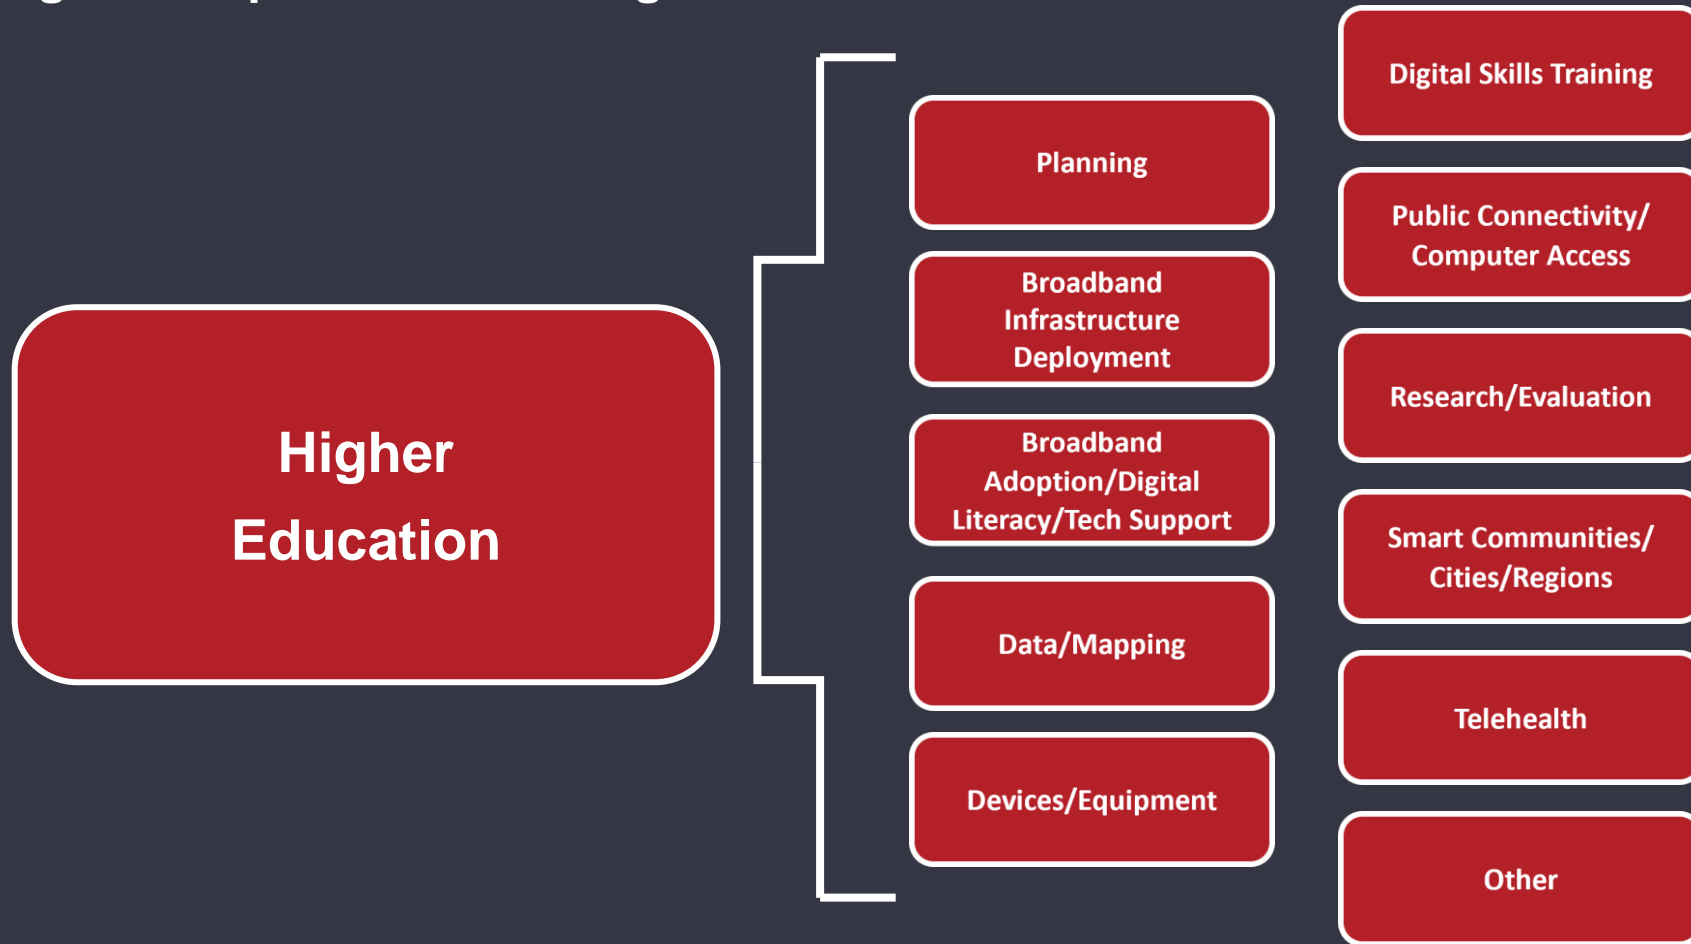 Higher
Education
Planning
Broadband
Infrastructure
Deployment
Broadband
Adoption/Digital
Literacy/Tech Support
Data/Mapping
Devices/Equipment
Digital Skills Training
Public Connectivity/
Computer Access
Research/Evaluation
Smart Communities/
Cities/Regions
Telehealth
Other